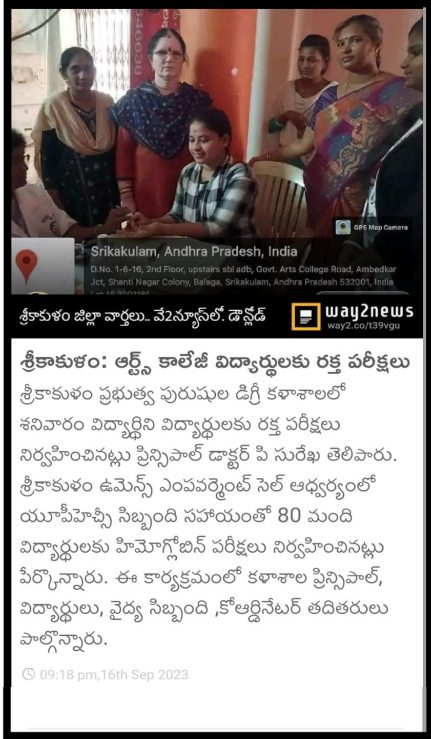 846638
GPS Map Camera
Srikakulam, Andhra Pradesh, India
D.No. 1-6-16, 2nd Floor, upstairs sbi adb, Govt. Arts College Road, Ambedkar
Jct, Shanti Nagar Colony, Balaga, Srikakulam, Andhra Pradesh 532001, India
శ్రీకాకుళం జిల్లా వార్తలు.. వే2న్యూస్‌లో. డౌన్లోడ్
way2news
way2.co/t39vgu
శ్రీకాకుళం: ఆర్ట్స్ కాలేజీ విద్యార్థులకు రక్త పరీక్షలు
శ్రీకాకుళం ప్రభుత్వ పురుషుల డిగ్రీ కళాశాలలో
శనివారం విద్యార్థిని విద్యార్థులకు రక్త పరీక్షలు
నిర్వహించినట్లు ప్రిన్సిపాల్ డాక్టర్ పి సురేఖ తెలిపారు.
శ్రీకాకుళం ఉమెన్స్ ఎంపవర్మెంట్ సెల్ ఆధ్వర్యంలో
యూపీహెచ్సీ సిబ్బంది సహాయంతో 80 మంది
విద్యార్థులకు హిమోగ్లోబిన్ పరీక్షలు నిర్వహించినట్లు
పేర్కొన్నారు. ఈ కార్యక్రమంలో కళాశాల ప్రిన్సిపాల్,
విద్యార్థులు, వైద్య సిబ్బంది ,కోఆర్డినేటర్ తదితరులు
పాల్గొన్నారు.
09:18 pm,16th Sep 2023